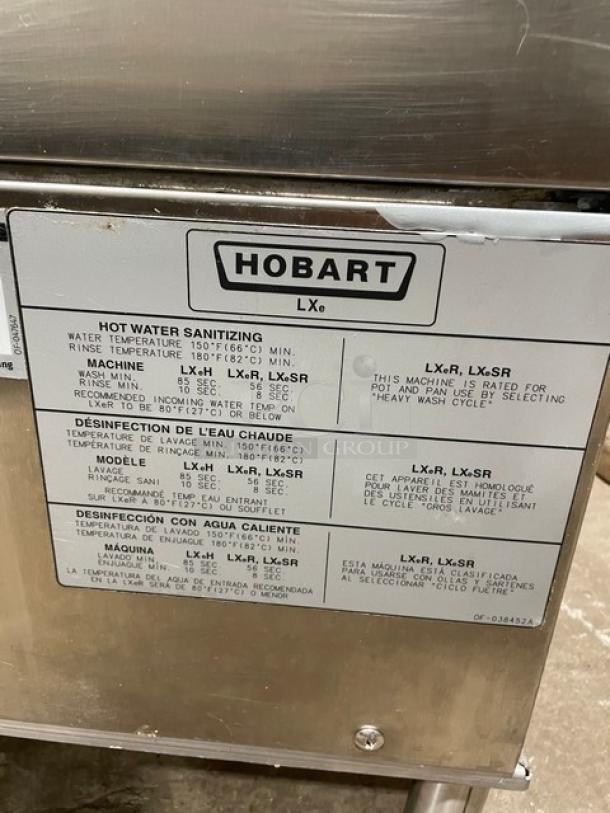 HOBART
LXe
HOT WATER SANITIZING
WATER TEMPERATURE 150°F(66°C) MIN.
RINSE TEMPERATURE 180°F(82°C) MIN.
MACHINE LXeH LXeR, LXeSR
WASH MIN. 85 SEC. 56 SEC.
RINSE MIN. 10 SEC. 8 SEC.
RECOMMENDED INCOMING WATER TEMP ON
LXeR TO BE 80°F(27°C) OR BELOW
LXeR, LXeSR
THIS MACHINE IS RATED FOR
POT AND PAN USE BY SELECTING
"HEAVY WASH CYCLE"
DÉSINFECTION DE L'EAU CHAUDE
TEMPERATURE DE LAVAGE MIN. 150°F(66°C)
TEMPÉRATURE DE RINÇAGE MIN. 180°F(82°C)
MODÈLE LXeH LXeR, LXeSR
LAVAGE 85 SEC. 56 SEC.
RINÇAGE SANI 10 SEC. 8 SEC.
RECOMMANDÉ TEMP EAU ENTRANT
SUR LXeR À 80°F(27°C) OU SOUFFLET
LXeR, LXeSR
CET APPAREIL EST HOMOLOGUÉ
POUR LAVER DES MAMITES ET
DES USTENSILES EN UTILISANT
LE CYCLE "GROS LAVAGE"
DESINFECCIÓN CON AGUA CALIENTE
TEMPERATURA DE LAVADO 150°F(66°C) MÍN.
TEMPERATURA DE ENJUAGUE 180°F(82°C) MÍN.
MÁQUINA LXeH LXeR, LXeSR
LAVADO MIN. 85 SEC. 56 SEC.
ENJUAGUE MIN. 10 SEC. 8 SEC.
LA TEMPERATURA DEL AQUA DE ENTRADA RECOMENDADA
EN LA LXeR SERÁ DE 80°F(27°C) O MENOR
LXeR, LXeSR
ESTA MÁQUINA ESTÁ CLASIFICADA
PARA USARSE CON OLLAS Y SARTENES
AL SELECCIONAR "CICLO FUETRE"
OF-038452A
OF-047647
ng
GROUP